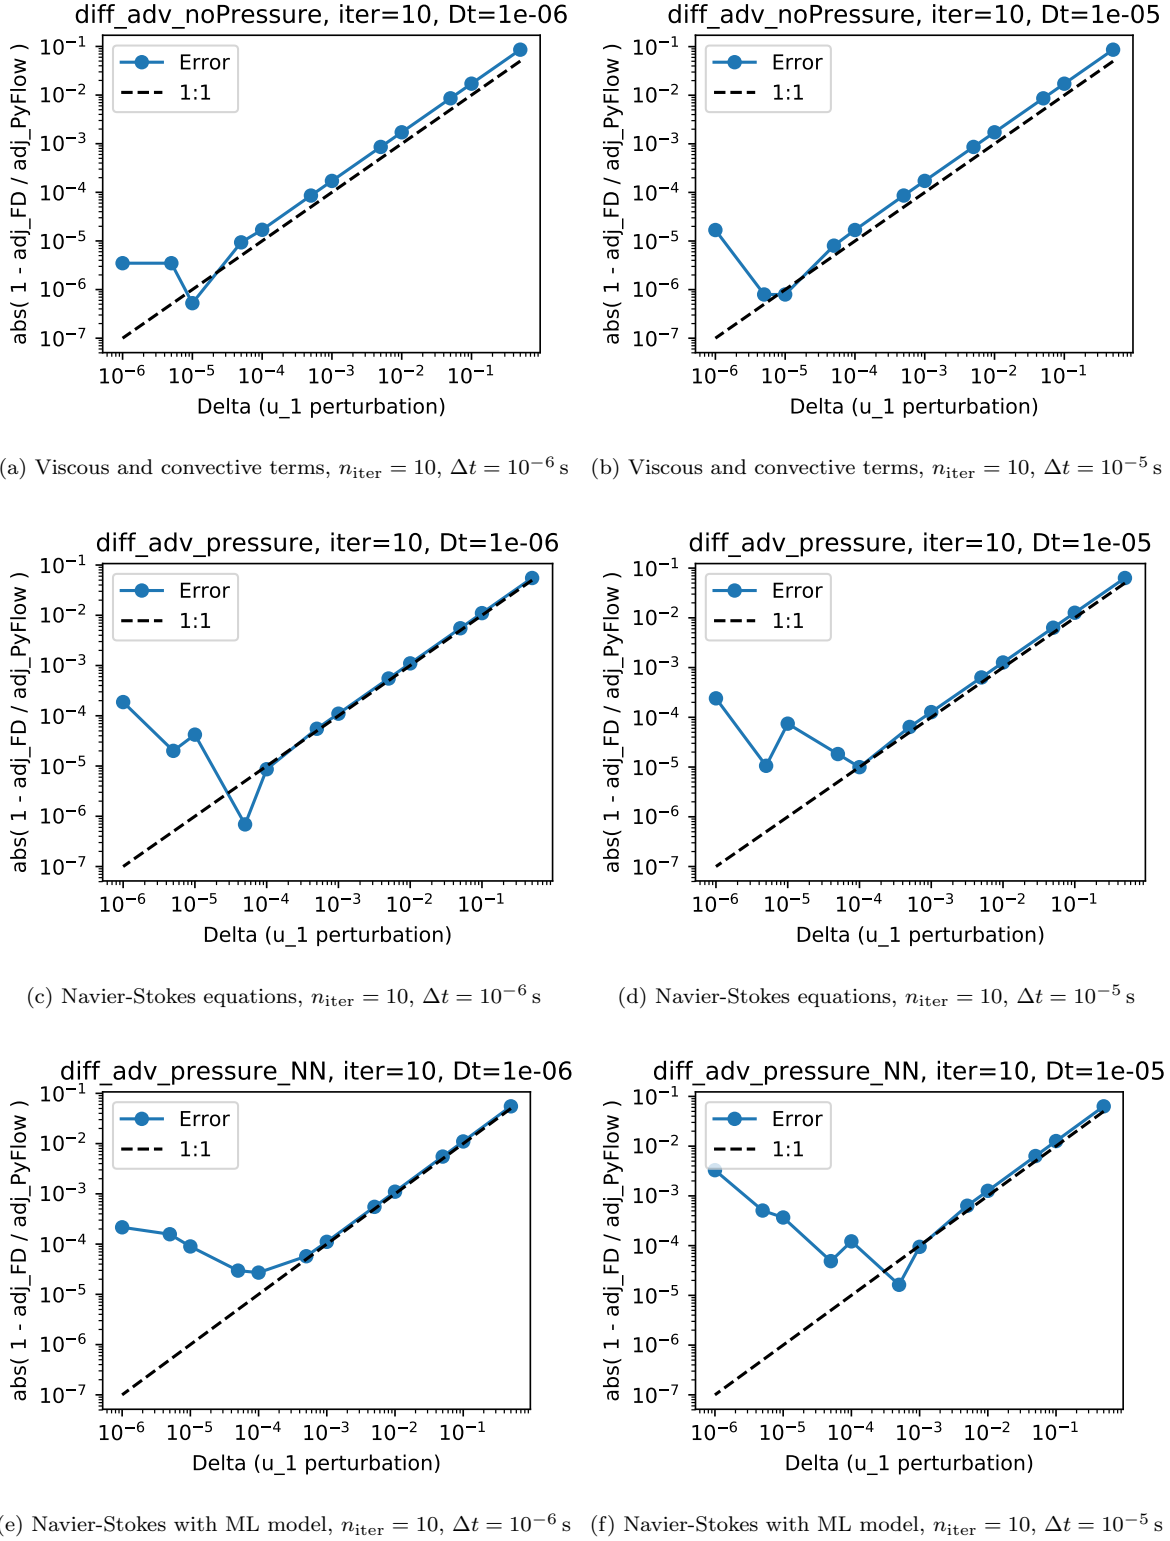 diff_adv_noPressure, iter=10, Dt=1e-06
abs( 1 - adj_FD / adj_PyFlow )
10⁻¹
10⁻²
10⁻³
10⁻⁴
10⁻⁵
10⁻⁶
10⁻⁷
Error
1:1
10⁻⁶ 10⁻⁵ 10⁻⁴ 10⁻³ 10⁻² 10⁻¹
Delta (u_1 perturbation)
(a) Viscous and convective terms, n_iter = 10, Δt = 10⁻⁶ s
diff_adv_noPressure, iter=10, Dt=1e-05
abs( 1 - adj_FD / adj_PyFlow )
10⁻¹
10⁻²
10⁻³
10⁻⁴
10⁻⁵
10⁻⁶
10⁻⁷
Error
1:1
10⁻⁶ 10⁻⁵ 10⁻⁴ 10⁻³ 10⁻² 10⁻¹
Delta (u_1 perturbation)
(b) Viscous and convective terms, n_iter = 10, Δt = 10⁻⁵ s
diff_adv_pressure, iter=10, Dt=1e-06
abs( 1 - adj_FD / adj_PyFlow )
10⁻¹
10⁻²
10⁻³
10⁻⁴
10⁻⁵
10⁻⁶
10⁻⁷
Error
1:1
10⁻⁶ 10⁻⁵ 10⁻⁴ 10⁻³ 10⁻² 10⁻¹
Delta (u_1 perturbation)
(c) Navier-Stokes equations, n_iter = 10, Δt = 10⁻⁶ s
diff_adv_pressure, iter=10, Dt=1e-05
abs( 1 - adj_FD / adj_PyFlow )
10⁻¹
10⁻²
10⁻³
10⁻⁴
10⁻⁵
10⁻⁶
10⁻⁷
Error
1:1
10⁻⁶ 10⁻⁵ 10⁻⁴ 10⁻³ 10⁻² 10⁻¹
Delta (u_1 perturbation)
(d) Navier-Stokes equations, n_iter = 10, Δt = 10⁻⁵ s
diff_adv_pressure_NN, iter=10, Dt=1e-06
abs( 1 - adj_FD / adj_PyFlow )
10⁻¹
10⁻²
10⁻³
10⁻⁴
10⁻⁵
10⁻⁶
10⁻⁷
Error
1:1
10⁻⁶ 10⁻⁵ 10⁻⁴ 10⁻³ 10⁻² 10⁻¹
Delta (u_1 perturbation)
(e) Navier-Stokes with ML model, n_iter = 10, Δt = 10⁻⁶ s
diff_adv_pressure_NN, iter=10, Dt=1e-05
abs( 1 - adj_FD / adj_PyFlow )
10⁻¹
10⁻²
10⁻³
10⁻⁴
10⁻⁵
10⁻⁶
10⁻⁷
Error
1:1
10⁻⁶ 10⁻⁵ 10⁻⁴ 10⁻³ 10⁻² 10⁻¹
Delta (u_1 perturbation)
(f) Navier-Stokes with ML model, n_iter = 10, Δt = 10⁻⁵ s